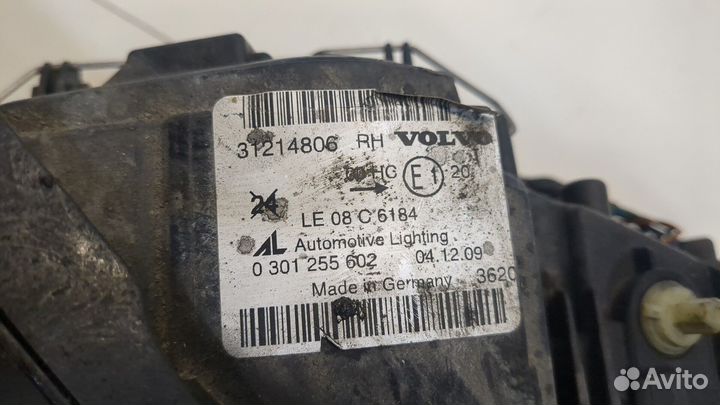 31214806 RH VOLVO
HC E1 20
24
LE 08 C 6184
AL Automotive Lighting
0 301 255 602 04.12.09
Made in Germany 3620
Avito